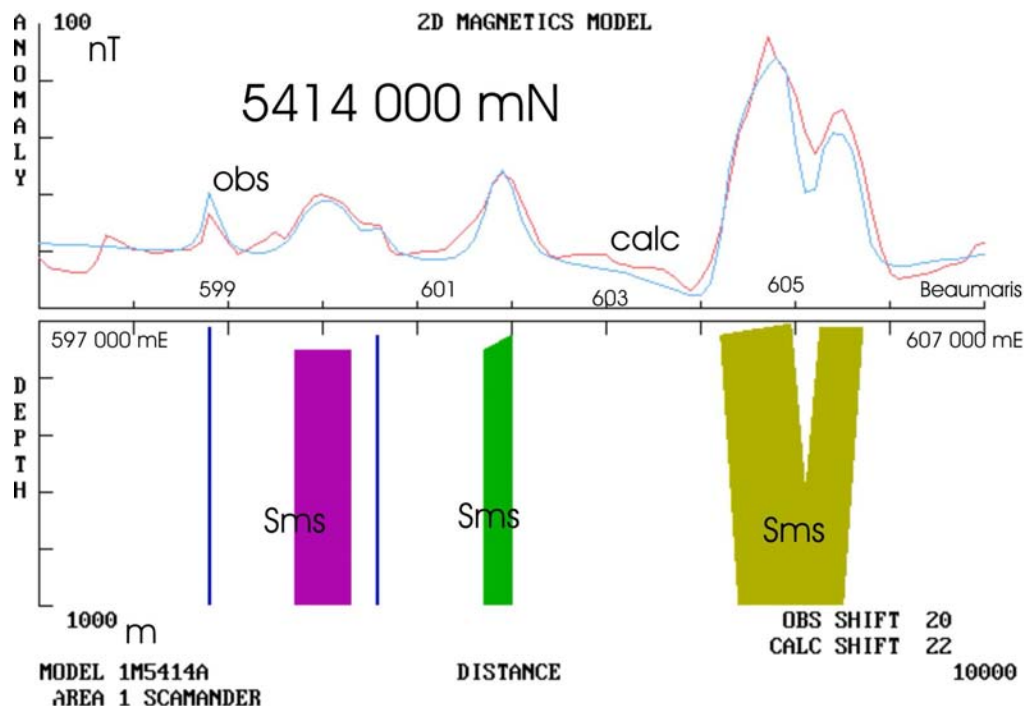 ANOMALY
100
2D MAGNETICS MODEL
nT
5414 000 mN
obs
calc
599
601
603
605
Beaumaris
597 000 mE
607 000 mE
DEPTH
Sms
Sms
Sms
1000 m
OBS SHIFT 20
CALC SHIFT 22
MODEL 1M5414A
DISTANCE
10000
AREA 1 SCAMANDER